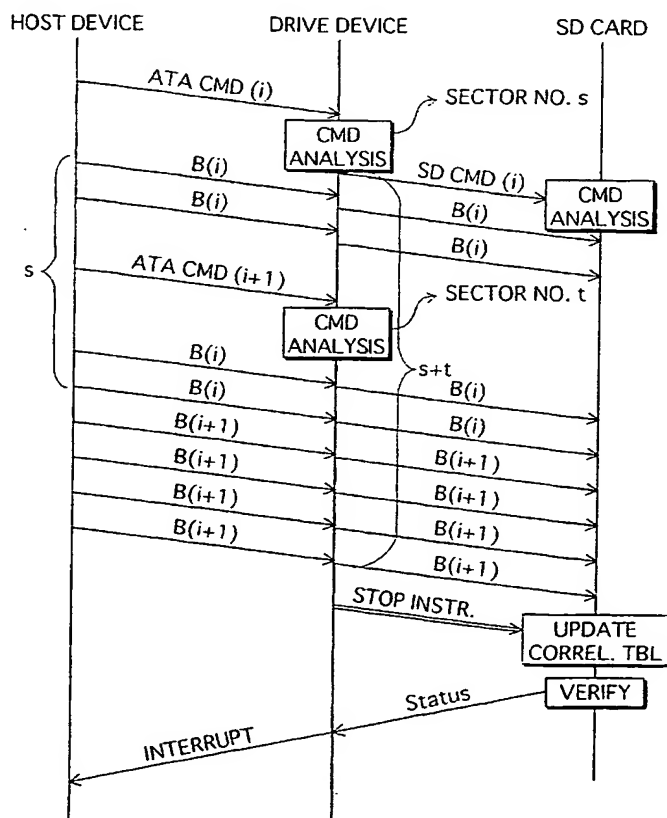 HOST DEVICE DRIVE DEVICE SD CARD
ATA CMD (i)
SECTOR NO. s
CMD
ANALYSIS
B(i)
SD CMD (i)
CMD
ANALYSIS
B(i)
B(i)
B(i)
s
ATA CMD (i+1)
SECTOR NO. t
CMD
ANALYSIS
B(i)
s+t
B(i)
B(i)
B(i)
B(i+1)
B(i+1)
B(i+1)
B(i+1)
B(i+1)
B(i+1)
B(i+1)
B(i+1)
STOP INSTR.
UPDATE
CORREL. TBL
VERIFY
Status
INTERRUPT